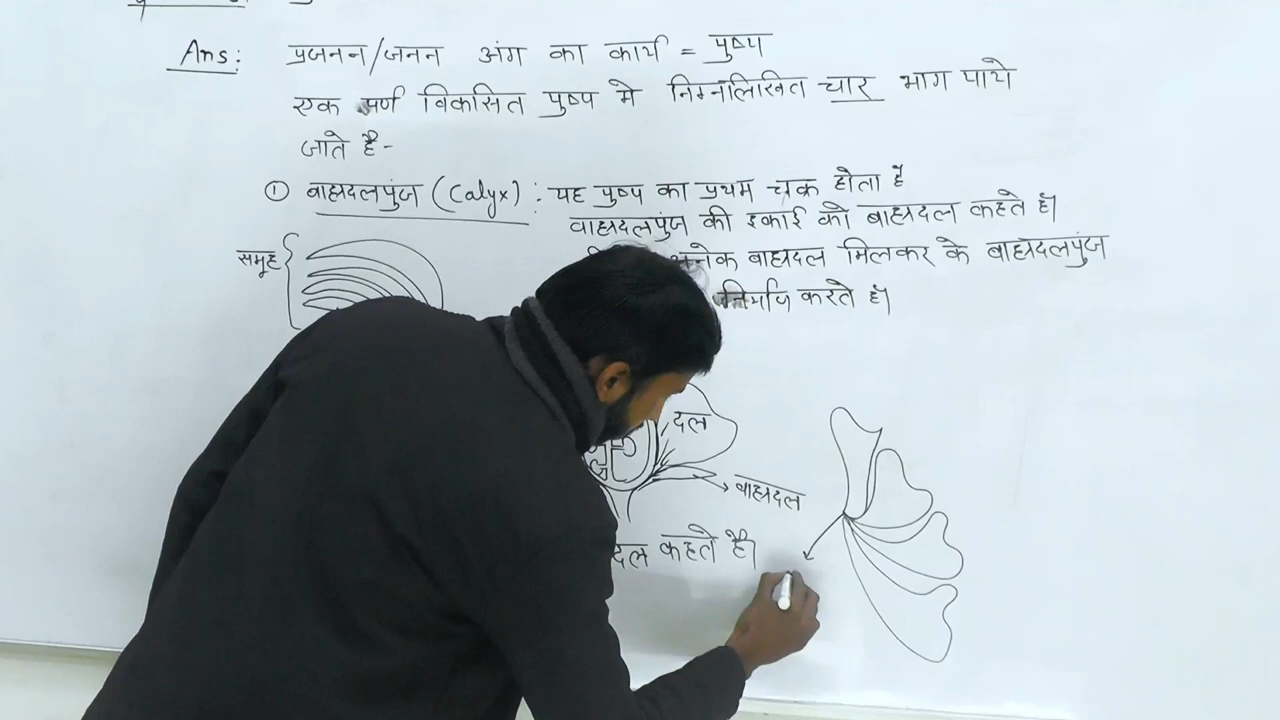 Ans: प्रजनन/जनन अंग का कार्य = पुष्प
एक पूर्ण विकसित पुष्प मे निम्नलिखित चार भाग पाये
जाते है -
① बाह्यदलपुंज (Calyx) : यह पुष्प का प्रथम चक्र होता है
बाह्यदलपुंज की इकाई को बाह्यदल कहते हैं।
समूह
अनेक बाह्यदल मिलकर के बाह्यदलपुंज
निर्माण करते हैं।
दल
बाह्यदल
दल कहते है।